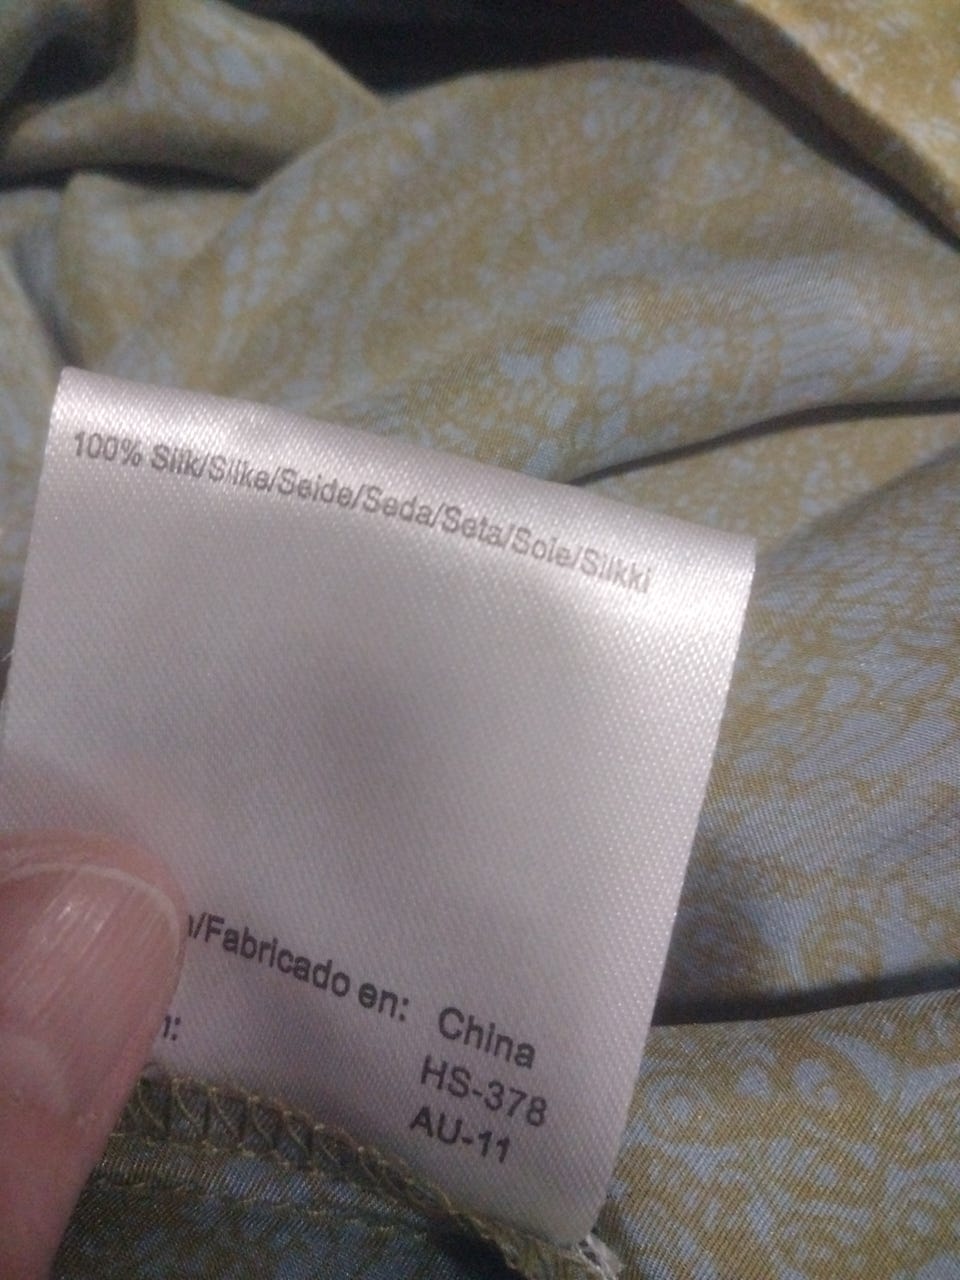 100% Silk/Silke/Seide/Seda/Seta/Soie/Silkki
/Fabricado en: China
HS-378
AU-11